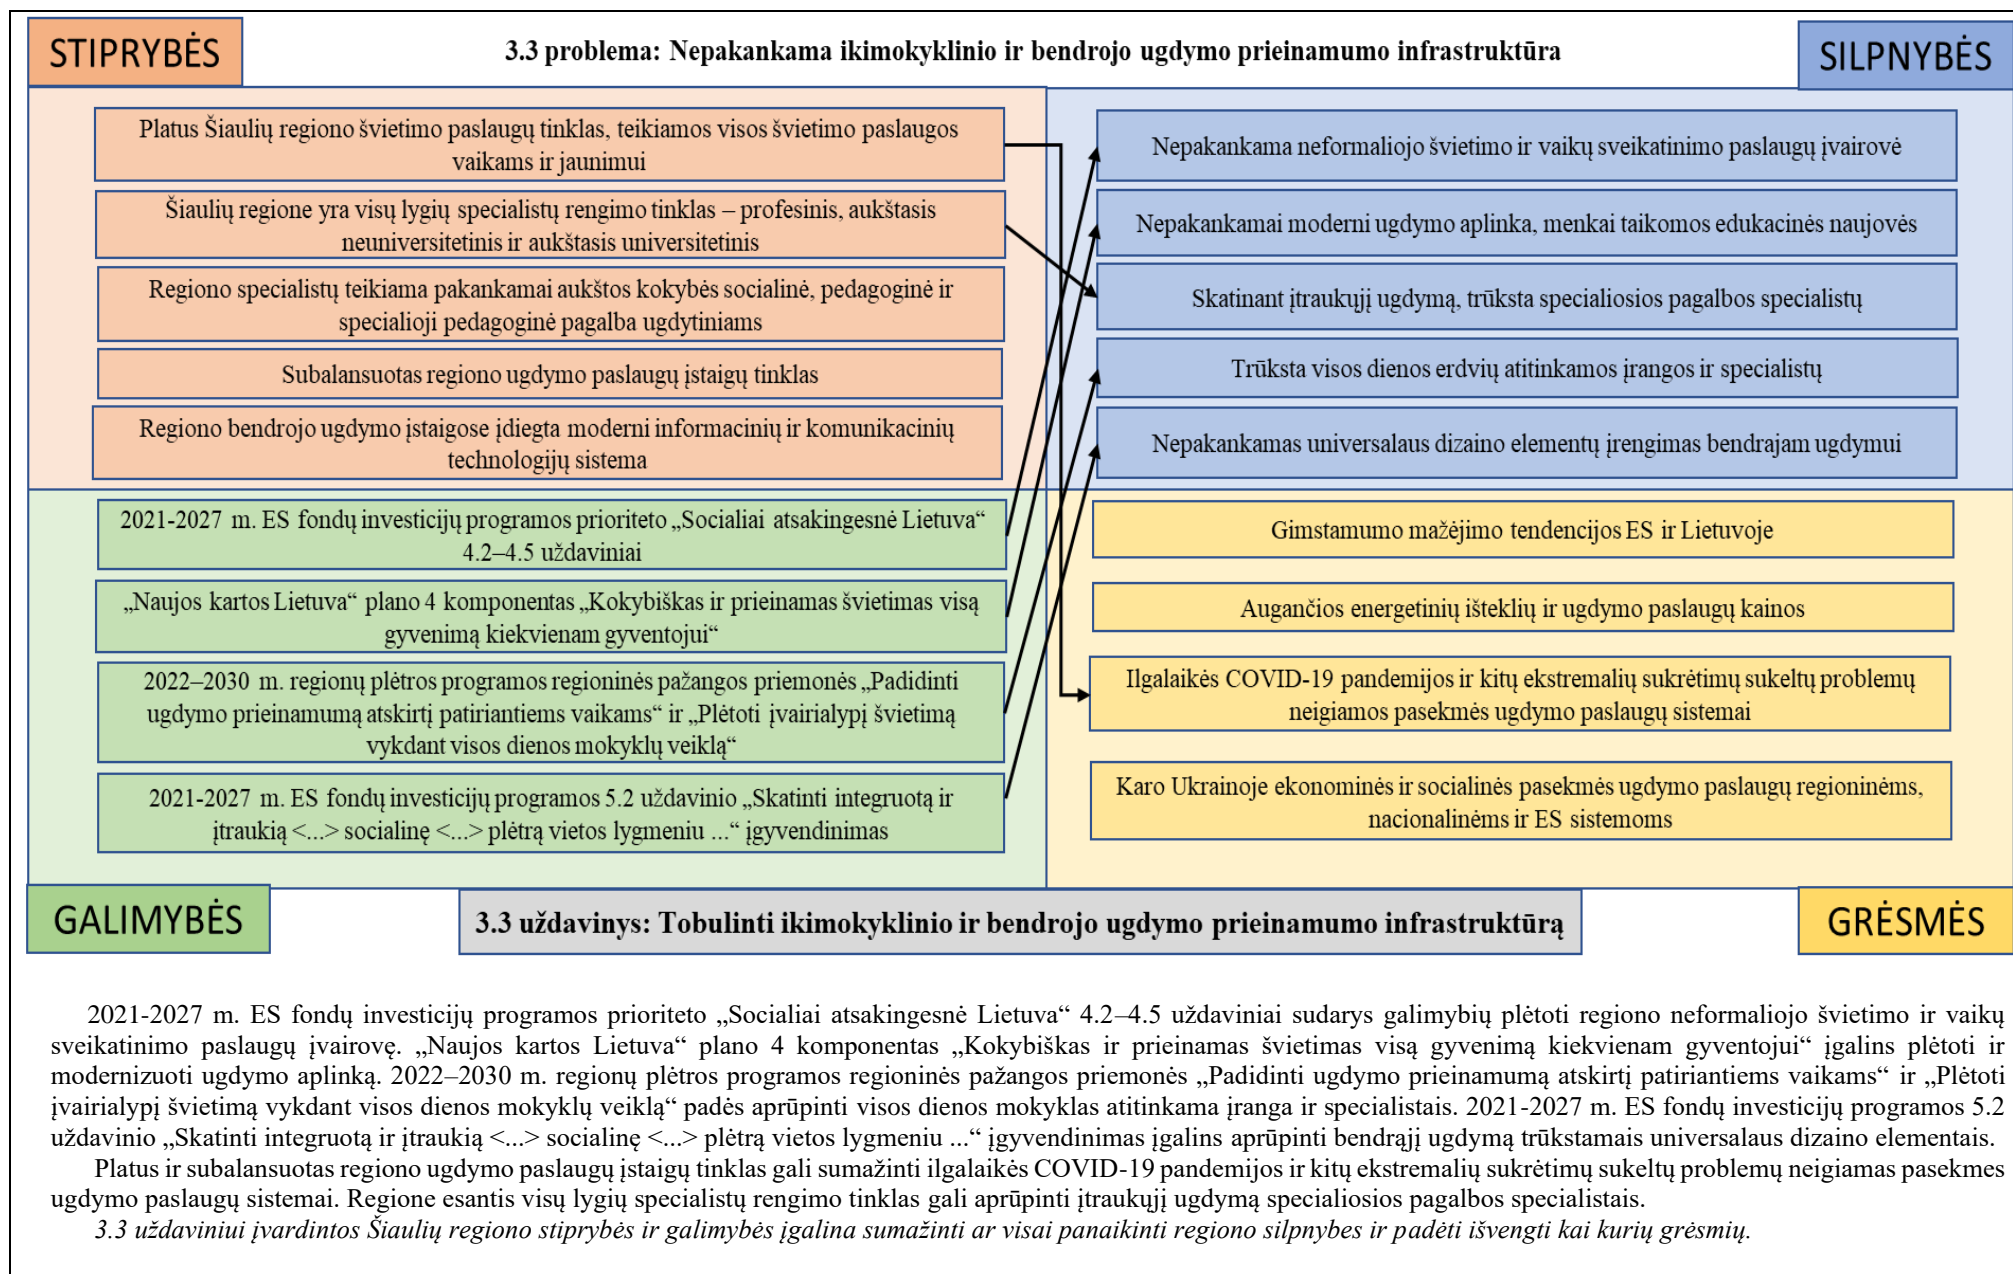 STIPRYBĖS
3.3 problema: Nepakankama ikimokyklinio ir bendrojo ugdymo prieinamumo infrastruktūra
SILPNYBĖS
Platus Šiaulių regiono švietimo paslaugų tinklas, teikiamos visos švietimo paslaugos
vaikams ir jaunimui
Šiaulių regione yra visų lygių specialistų rengimo tinklas – profesinis, aukštasis
neuniversitetinis ir aukštasis universitetinis
Regiono specialistų teikiama pakankamai aukštos kokybės socialinė, pedagoginė ir
specialioji pedagoginė pagalba ugdytiniams
Subalansuotas regiono ugdymo paslaugų įstaigų tinklas
Regiono bendrojo ugdymo įstaigose įdiegta moderni informacinių ir komunikacinių
technologijų sistema
Nepakankama neformaliojo švietimo ir vaikų sveikatinimo paslaugų įvairovė
Nepakankamai moderni ugdymo aplinka, menkai taikomos edukacinės naujovės
Skatinant įtraukųjį ugdymą, trūksta specialiosios pagalbos specialistų
Trūksta visos dienos erdvių atitinkamos įrangos ir specialistų
Nepakankamas universalaus dizaino elementų įrengimas bendrajam ugdymui
2021-2027 m. ES fondų investicijų programos prioriteto „Socialiai atsakingesnė Lietuva“
4.2–4.5 uždaviniai
„Naujos kartos Lietuva“ plano 4 komponentas „Kokybiškas ir prieinamas švietimas visą
gyvenimą kiekvienam gyventojui“
2022–2030 m. regionų plėtros programos regioninės pažangos priemonės „Padidinti
ugdymo prieinamumą atskirtį patiriantiems vaikams“ ir „Plėtoti įvairialypį švietimą
vykdant visos dienos mokyklų veiklą“
2021-2027 m. ES fondų investicijų programos 5.2 uždavinio „Skatinti integruotą ir
įtraukią <...> socialinę <...> plėtrą vietos lygmeniu ...“ įgyvendinimas
Gimstamumo mažėjimo tendencijos ES ir Lietuvoje
Augančios energetinių išteklių ir ugdymo paslaugų kainos
Ilgalaikės COVID-19 pandemijos ir kitų ekstremalių sukrėtimų sukeltų problemų
neigiamos pasekmės ugdymo paslaugų sistemai
Karo Ukrainoje ekonominės ir socialinės pasekmės ugdymo paslaugų regioninėms,
nacionalinėms ir ES sistemoms
GALIMYBĖS
3.3 uždavinys: Tobulinti ikimokyklinio ir bendrojo ugdymo prieinamumo infrastruktūrą
GRĖSMĖS
2021-2027 m. ES fondų investicijų programos prioriteto „Socialiai atsakingesnė Lietuva“ 4.2–4.5 uždaviniai sudarys galimybių plėtoti regiono neformaliojo švietimo ir vaikų
sveikatinimo paslaugų įvairovę. „Naujos kartos Lietuva“ plano 4 komponentas „Kokybiškas ir prieinamas švietimas visą gyvenimą kiekvienam gyventojui“ įgalins plėtoti ir
modernizuoti ugdymo aplinką. 2022–2030 m. regionų plėtros programos regioninės pažangos priemonės „Padidinti ugdymo prieinamumą atskirtį patiriantiems vaikams“ ir „Plėtoti
įvairialypį švietimą vykdant visos dienos mokyklų veiklą“ padės aprūpinti visos dienos mokyklas atitinkama įranga ir specialistais. 2021-2027 m. ES fondų investicijų programos 5.2
uždavinio „Skatinti integruotą ir įtraukią <...> socialinę <...> plėtrą vietos lygmeniu ...“ įgyvendinimas įgalins aprūpinti bendrąjį ugdymą trūkstamais universalaus dizaino elementais.
Platus ir subalansuotas regiono ugdymo paslaugų įstaigų tinklas gali sumažinti ilgalaikės COVID-19 pandemijos ir kitų ekstremalių sukrėtimų sukeltų problemų neigiamas pasekmes
ugdymo paslaugų sistemai. Regione esantis visų lygių specialistų rengimo tinklas gali aprūpinti įtraukųjį ugdymą specialiosios pagalbos specialistais.
3.3 uždaviniui įvardintos Šiaulių regiono stiprybės ir galimybės įgalina sumažinti ar visai panaikinti regiono silpnybes ir padėti išvengti kai kurių grėsmių.